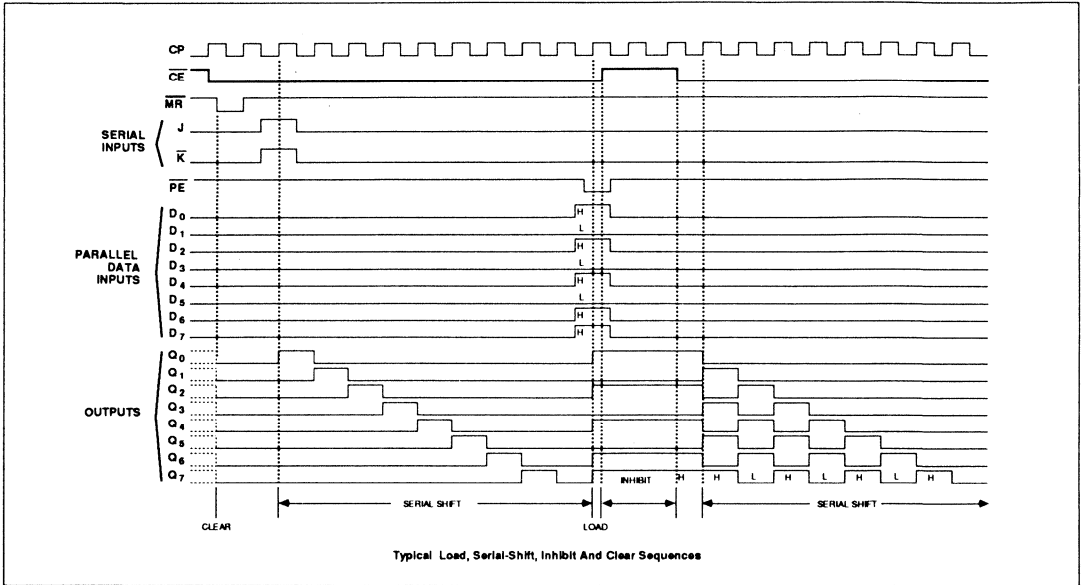 CP
CE
MR
SERIAL INPUTS
J
K
PE
PARALLEL DATA INPUTS
D0 H
D1 L
D2 H
D3 L
D4 H
D5 L
D6 H
D7 H
OUTPUTS
Q0
Q1
Q2
Q3
Q4
Q5
Q6
Q7 INHIBIT H H L H L H L H
SERIAL SHIFT SERIAL SHIFT
CLEAR LOAD
Typical Load, Serial-Shift, Inhibit And Clear Sequences